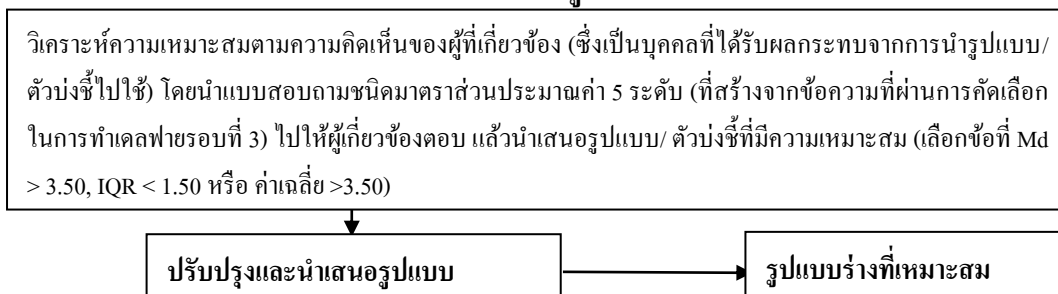 วิเคราะห์ความเหมาะสมตามความคิดเห็นของผู้ที่เกี่ยวข้อง (ซึ่งเป็นบุคคลที่ได้รับผลกระทบจากการนำรูปแบบ/
ตัวบ่งชี้ไปใช้) โดยนำแบบสอบถามชนิดมาตราส่วนประมาณค่า 5 ระดับ (ที่สร้างจากข้อความที่ผ่านการคัดเลือก
ในการทำเดลฟายรอบที่ 3) ไปให้ผู้เกี่ยวข้องตอบ แล้วนำเสนอรูปแบบ/ ตัวบ่งชี้ที่มีความเหมาะสม (เลือกข้อที่ Md
> 3.50, IQR < 1.50 หรือ ค่าเฉลี่ย >3.50)
ปรับปรุงและนำเสนอรูปแบบ
รูปแบบร่างที่เหมาะสม